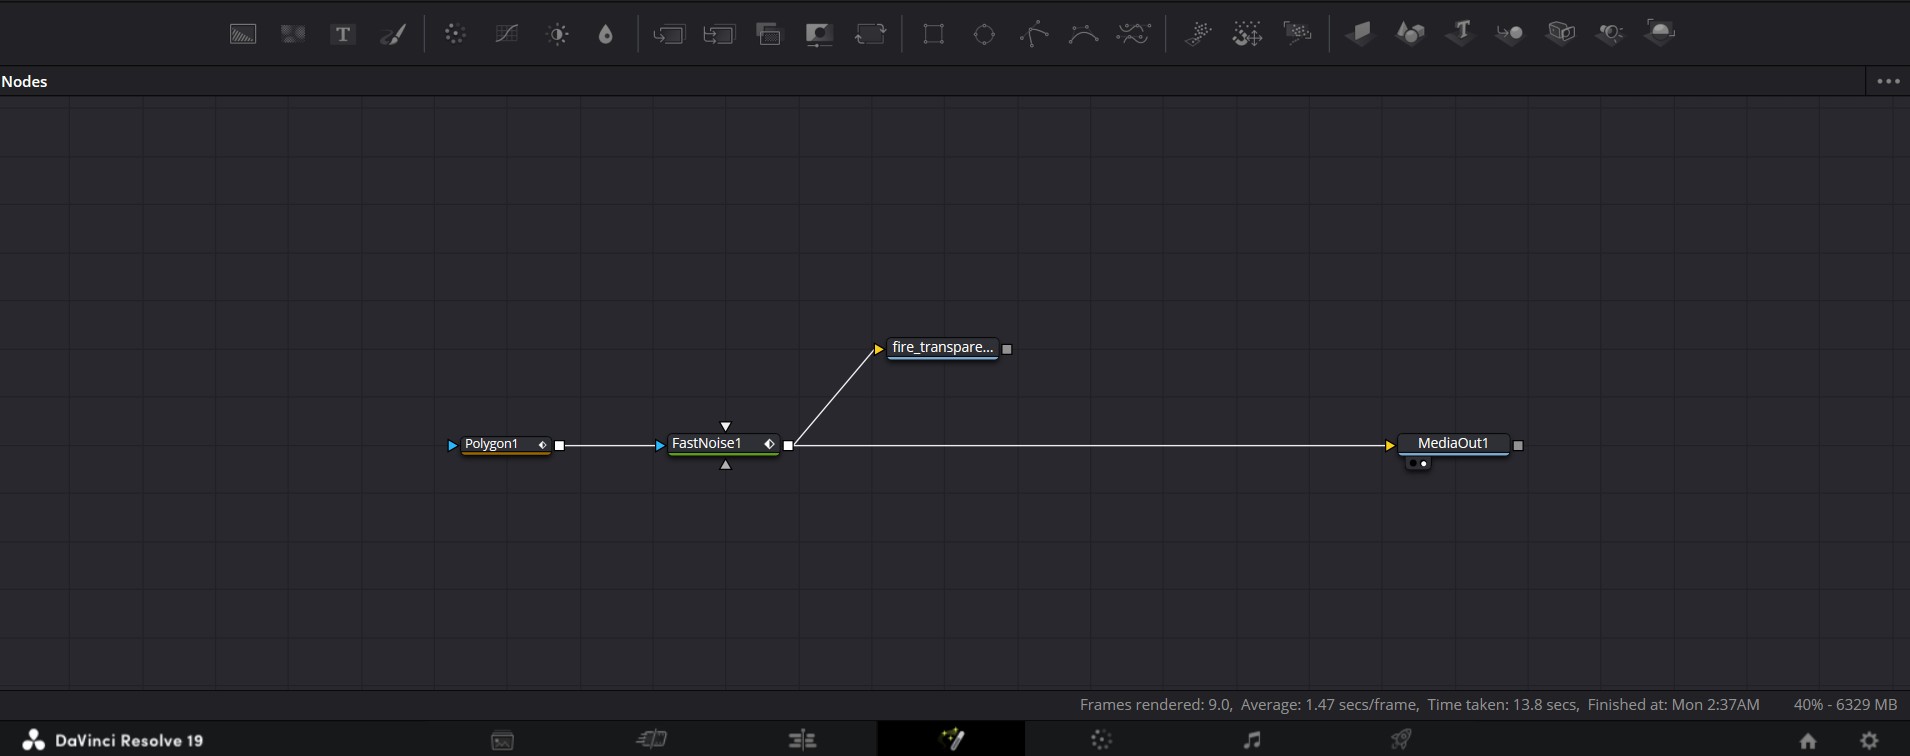 T
T
Nodes
fire_transpare...
Polygon1
FastNoise1
MediaOut1
Frames rendered: 9.0, Average: 1.47 secs/frame, Time taken: 13.8 secs, Finished at: Mon 2:37AM 40% - 6329 MB
DaVinci Resolve 19